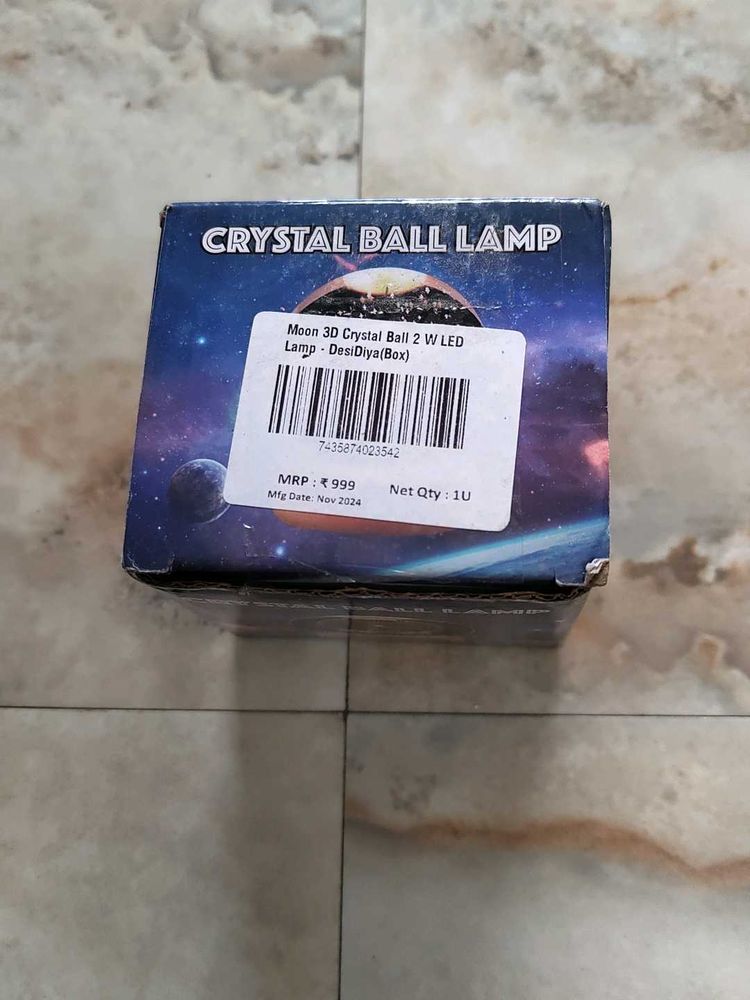 CRYSTAL BALL LAMP
Moon 3D Crystal Ball 2 W LED
Lamp - DesiDiya(Box)
7435874023542
MRP : ₹ 999
Net Qty : 1U
Mfg Date: Nov 2024
CRYSTAL BALL LAMP